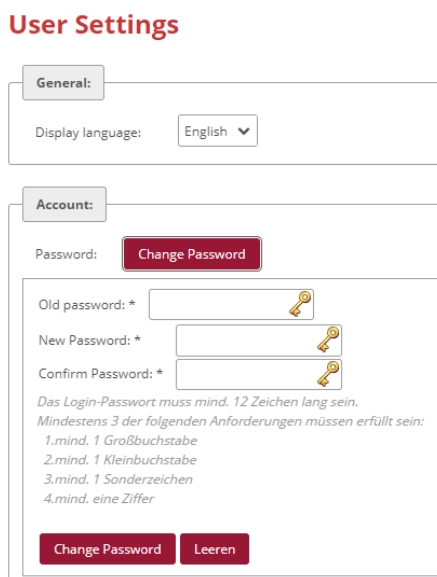 User Settings
General:
Display language: English
Account:
Password: Change Password
Old password: *
New Password: *
Confirm Password: *
Das Login-Passwort muss mind. 12 Zeichen lang sein.
Mindestens 3 der folgenden Anforderungen müssen erfüllt sein:
1.mind. 1 Großbuchstabe
2.mind. 1 Kleinbuchstabe
3.mind. 1 Sonderzeichen
4.mind. eine Ziffer
Change Password Leeren